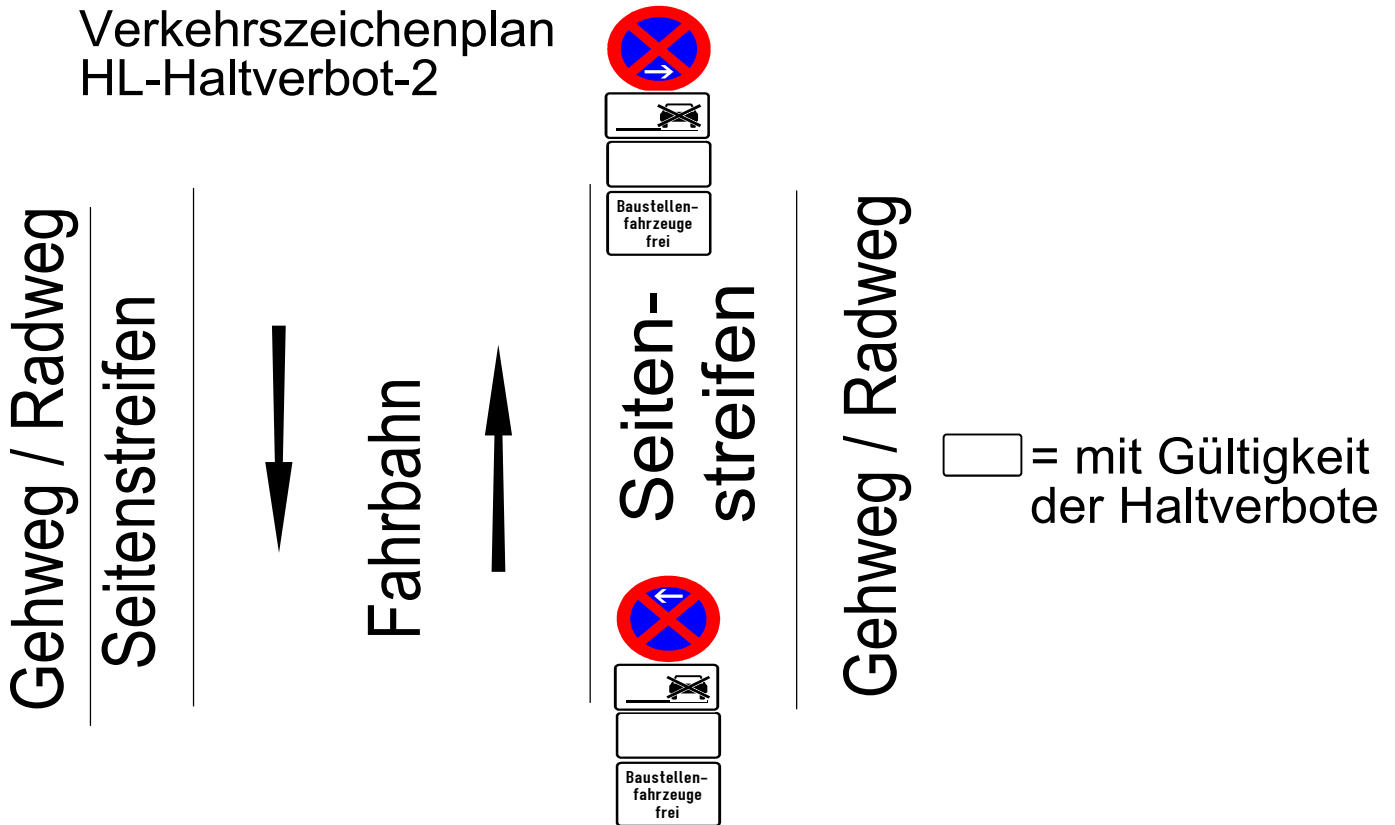 Verkehrszeichenplan
HL-Haltverbot-2
Baustellen-
fahrzeuge
frei
Gehweg / Radweg
Seitenstreifen
Fahrbahn
Seiten-
streifen
Gehweg / Radweg
= mit Gültigkeit
der Haltverbote
Baustellen-
fahrzeuge
frei